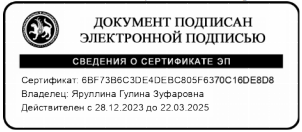 ДОКУМЕНТ ПОДПИСАН
ЭЛЕКТРОННОЙ ПОДПИСЬЮ
СВЕДЕНИЯ О СЕРТИФИКАТЕ ЭП
Сертификат: 6BF73B6C3DE4DEBC805F6370C16DE8D8
Владелец: Яруллина Гулина Зуфаровна
Действителен с 28.12.2023 до 22.03.2025